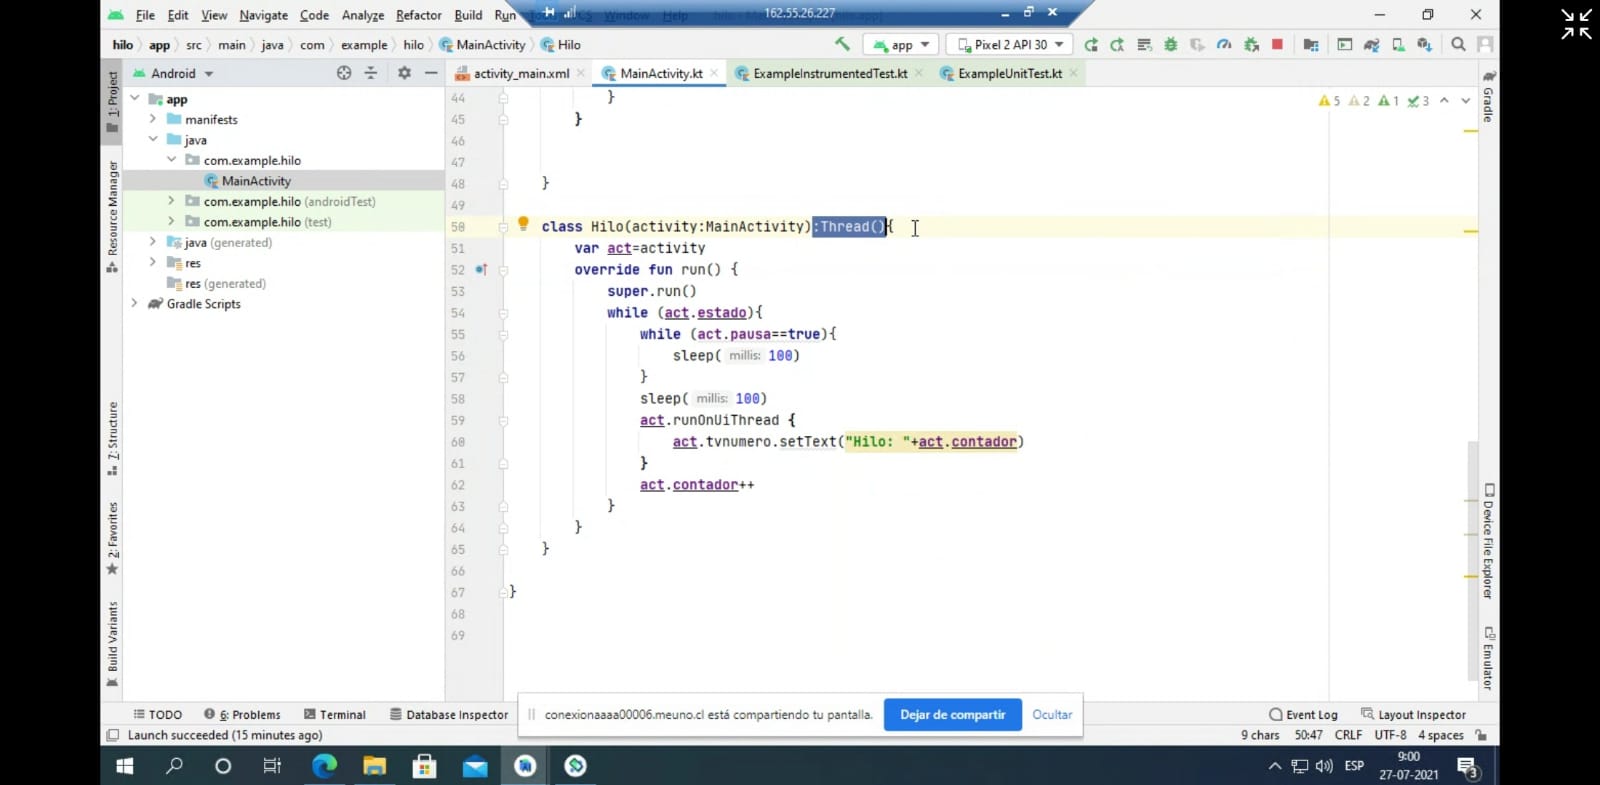 File Edit View Navigate Code Analyze Refactor Build Run Window Help 162.55.26.227
hilo app src main java com example hilo MainActivity Hilo app Pixel 2 API 30
Android activity_main.xml MainActivity.kt ExampleInstrumentedTest.kt ExampleUnitTest.kt
1: Project
Resource Manager
7: Structure
2: Favorites
Build Variants
app
manifests
java
com.example.hilo
MainActivity
com.example.hilo (androidTest)
com.example.hilo (test)
java (generated)
res
res (generated)
Gradle Scripts
5 2 1 3
44 }
45 }
46
47
48 }
49
50 class Hilo(activity:MainActivity):Thread(){
51 var act=activity
52 override fun run() {
53 super.run()
54 while (act.estado){
55 while (act.pausa==true){
56 sleep( millis: 100)
57 }
58 sleep( millis: 100)
59 act.runOnUiThread {
60 act.tvnumero.setText("Hilo: "+act.contador)
61 }
62 act.contador++
63 }
64 }
65 }
66
67 }
68
69
Gradle
Device File Explorer
Emulator
TODO 6: Problems Terminal Database Inspector Event Log Layout Inspector
conexionaaaa00006.meuno.cl está compartiendo tu pantalla. Dejar de compartir Ocultar
Launch succeeded (15 minutes ago) 9 chars 50:47 CRLF UTF-8 4 spaces
ESP 9:00
27-07-2021
3